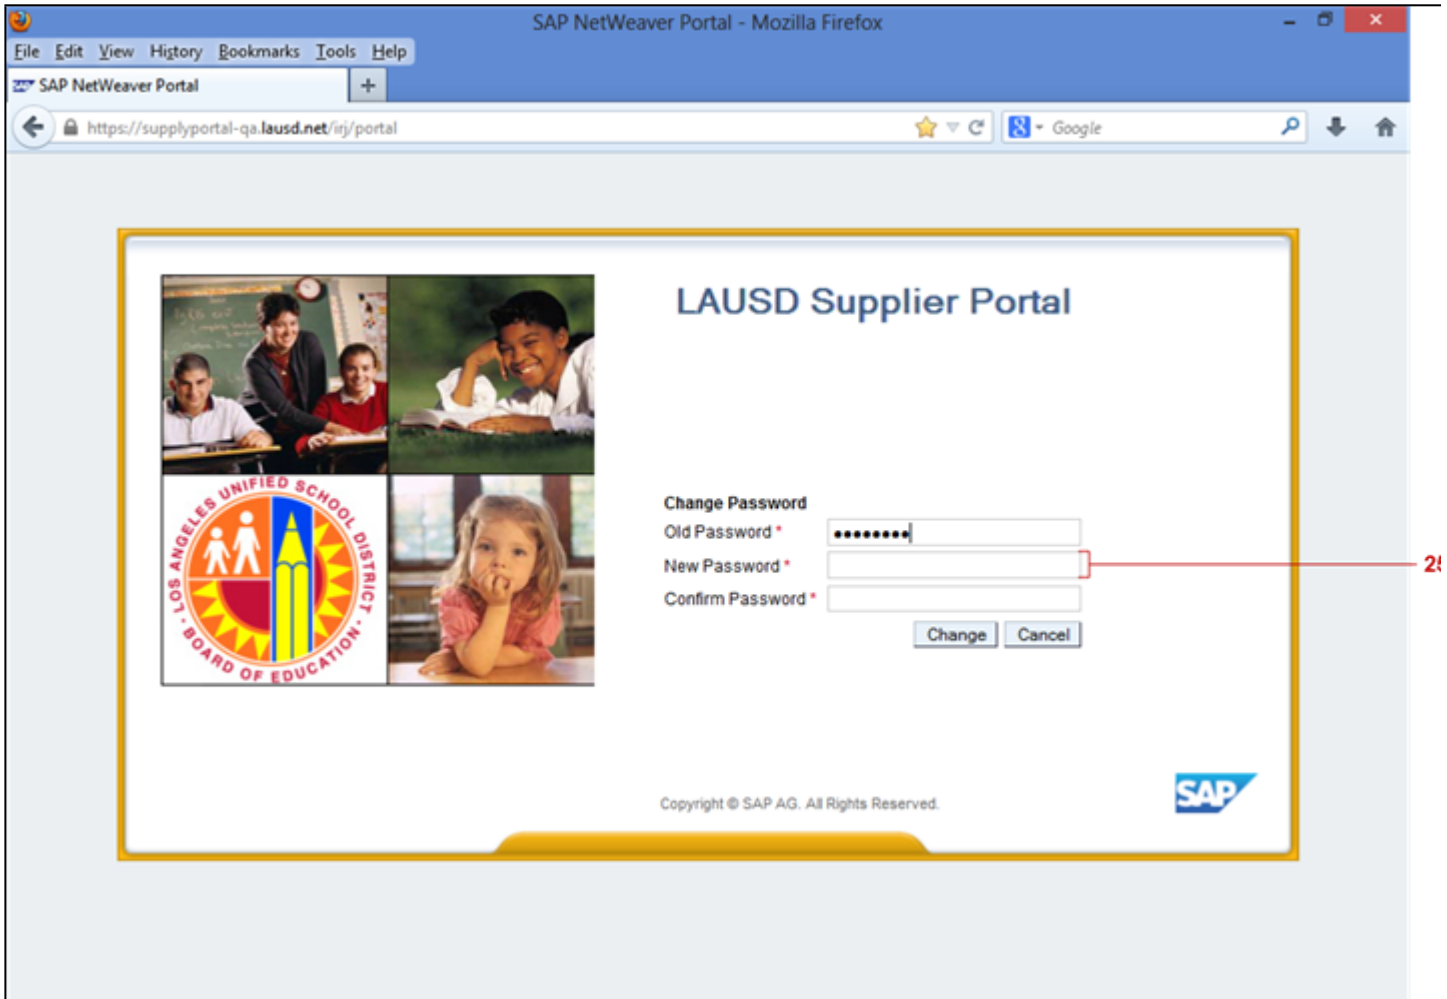 SAP NetWeaver Portal - Mozilla Firefox
File Edit View History Bookmarks Tools Help
SAP NetWeaver Portal
https://supplyportal-qa.lausd.net/irj/portal
Google
LAUSD Supplier Portal
LOS ANGELES UNIFIED SCHOOL DISTRICT
BOARD OF EDUCATION
Change Password
Old Password *
New Password *
25
Confirm Password *
Change Cancel
SAP
Copyright © SAP AG. All Rights Reserved.